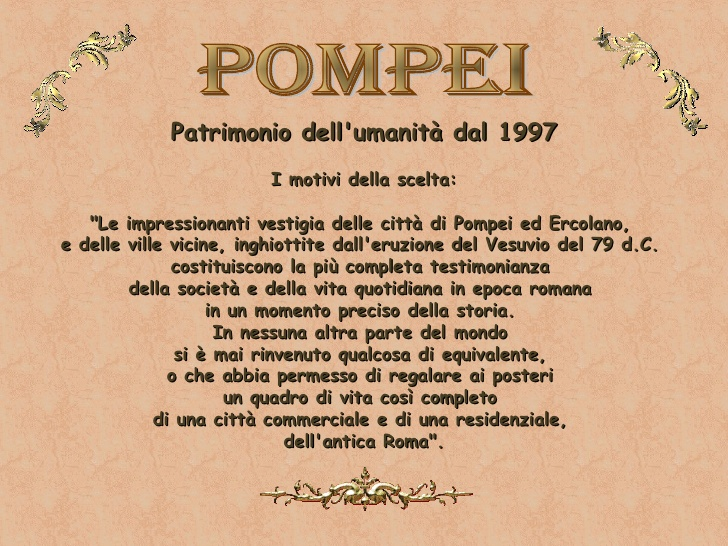 POMPEI
Patrimonio dell'umanità dal 1997
I motivi della scelta:
"Le impressionanti vestigia delle città di Pompei ed Ercolano,
e delle ville vicine, inghiottite dall'eruzione del Vesuvio del 79 d.C.
costituiscono la più completa testimonianza
della società e della vita quotidiana in epoca romana
in un momento preciso della storia.
In nessuna altra parte del mondo
si è mai rinvenuto qualcosa di equivalente,
o che abbia permesso di regalare ai posteri
un quadro di vita così completo
di una città commerciale e di una residenziale,
dell'antica Roma".